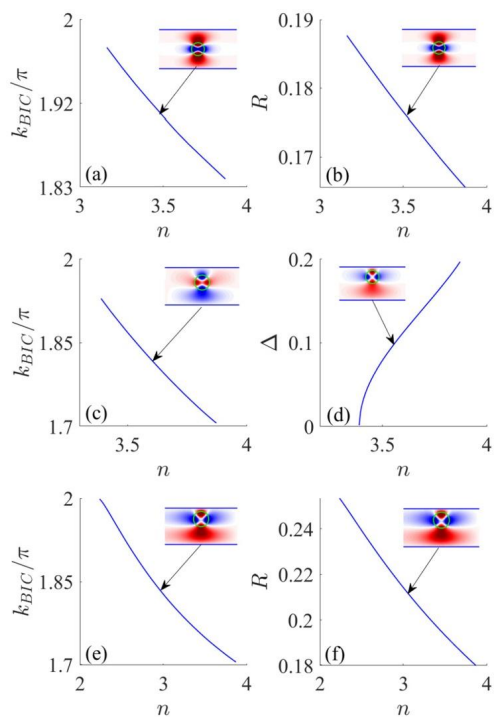 2
1.92
1.83
k_{BIC}/π
(a)
3 3.5 4
n
0.19
0.18
0.17
R
(b)
3 3.5 4
n
2
1.85
1.7
k_{BIC}/π
(c)
3.5 4
n
0.2
0.1
0
Δ
(d)
3.5 4
n
2
1.85
1.7
k_{BIC}/π
(e)
2 3 4
n
0.24
0.21
0.2
0.18
R
(f)
2 3 4
n